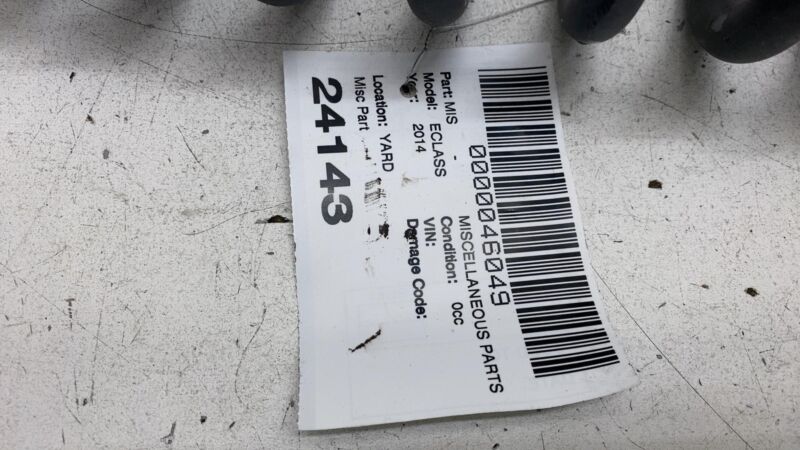 0000046049
Part: MIS - MISCELLANEOUS PARTS
Model: ECLASS Condition: 0cc
Year: 2014 VIN:
Damage Code:
Location: YARD
Misc Part
24143